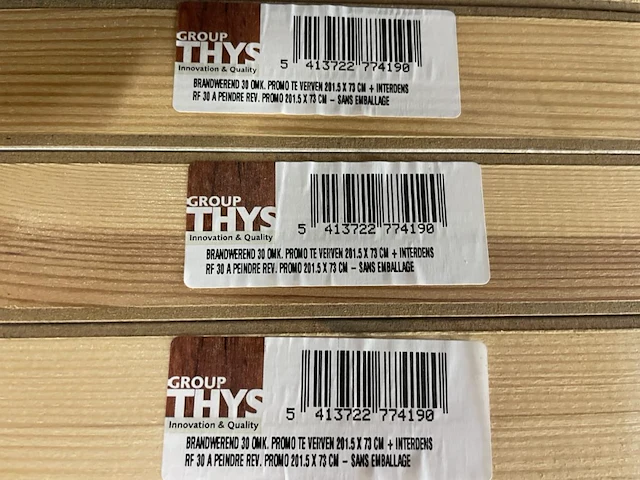 GROUP
THYS
Innovation & Quality
5 413722 774190
BRANDWEREND 30 OMK. PROMO TE VERVEN 201.5 X 73 CM + INTERDENS
RF 30 A PEINDRE REV. PROMO 201.5 X 73 CM - SANS EMBALLAGE
GROUP
THYS
Innovation & Quality
5 413722 774190
BRANDWEREND 30 OMK. PROMO TE VERVEN 201.5 X 73 CM + INTERDENS
RF 30 A PEINDRE REV. PROMO 201.5 X 73 CM - SANS EMBALLAGE
GROUP
THYS
Innovation & Quality
5 413722 774190
BRANDWEREND 30 OMK. PROMO TE VERVEN 201.5 X 73 CM + INTERDENS
RF 30 A PEINDRE REV. PROMO 201.5 X 73 CM - SANS EMBALLAGE